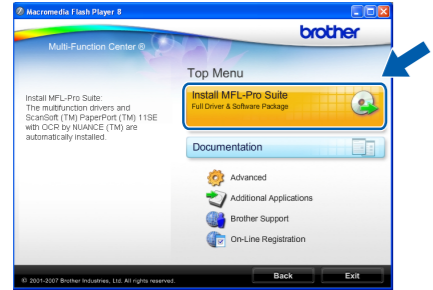 Macromedia Flash Player 8
brother
Multi-Function Center ®
Top Menu
Install MFL-Pro Suite
Full Driver & Software Package
Install MFL-Pro Suite:
The multifunction drivers and
ScanSoft (TM) PaperPort (TM) 11SE
with OCR by NUANCE (TM) are
automatically installed.
Documentation
Advanced
Additional Applications
Brother Support
On-Line Registration
© 2001-2007 Brother Industries, Ltd. All rights reserved.
Back
Exit